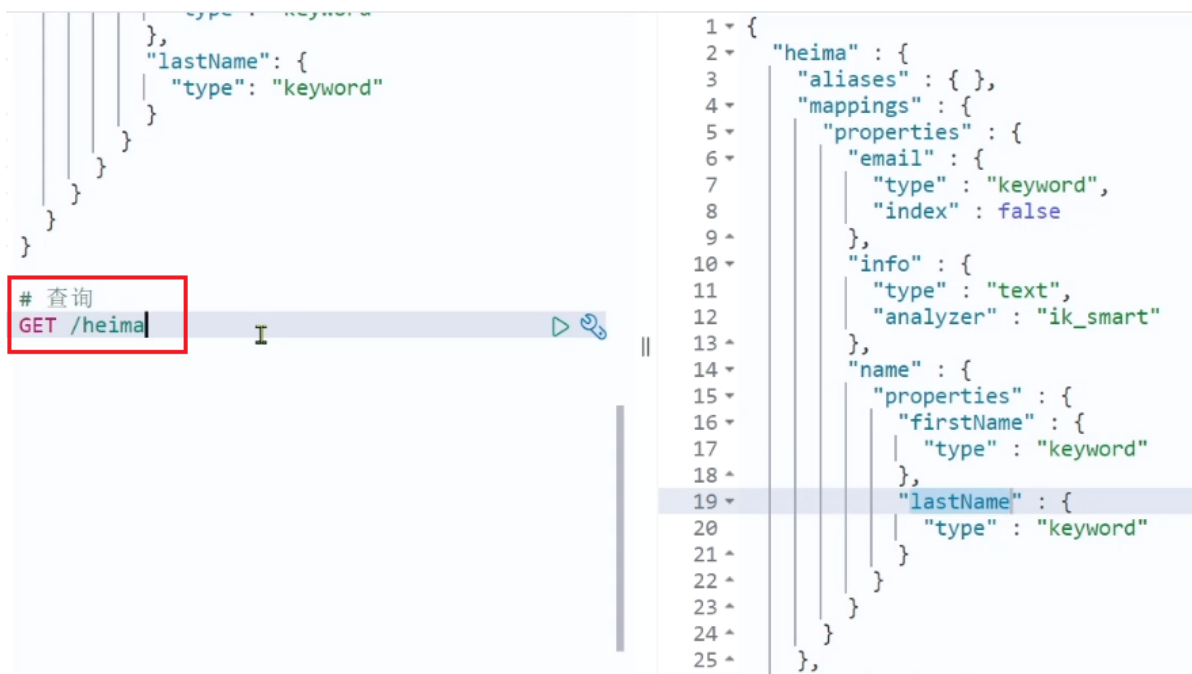 },
"lastName": {
"type": "keyword"
}
}
}
}
}
}
# 查询
GET /heima
1 {
2 "heima" : {
3 "aliases" : { },
4 "mappings" : {
5 "properties" : {
6 "email" : {
7 "type" : "keyword",
8 "index" : false
9 },
10 "info" : {
11 "type" : "text",
12 "analyzer" : "ik_smart"
13 },
14 "name" : {
15 "properties" : {
16 "firstName" : {
17 "type" : "keyword"
18 },
19 "lastName" : {
20 "type" : "keyword"
21 }
22 }
23 }
24 }
25 },